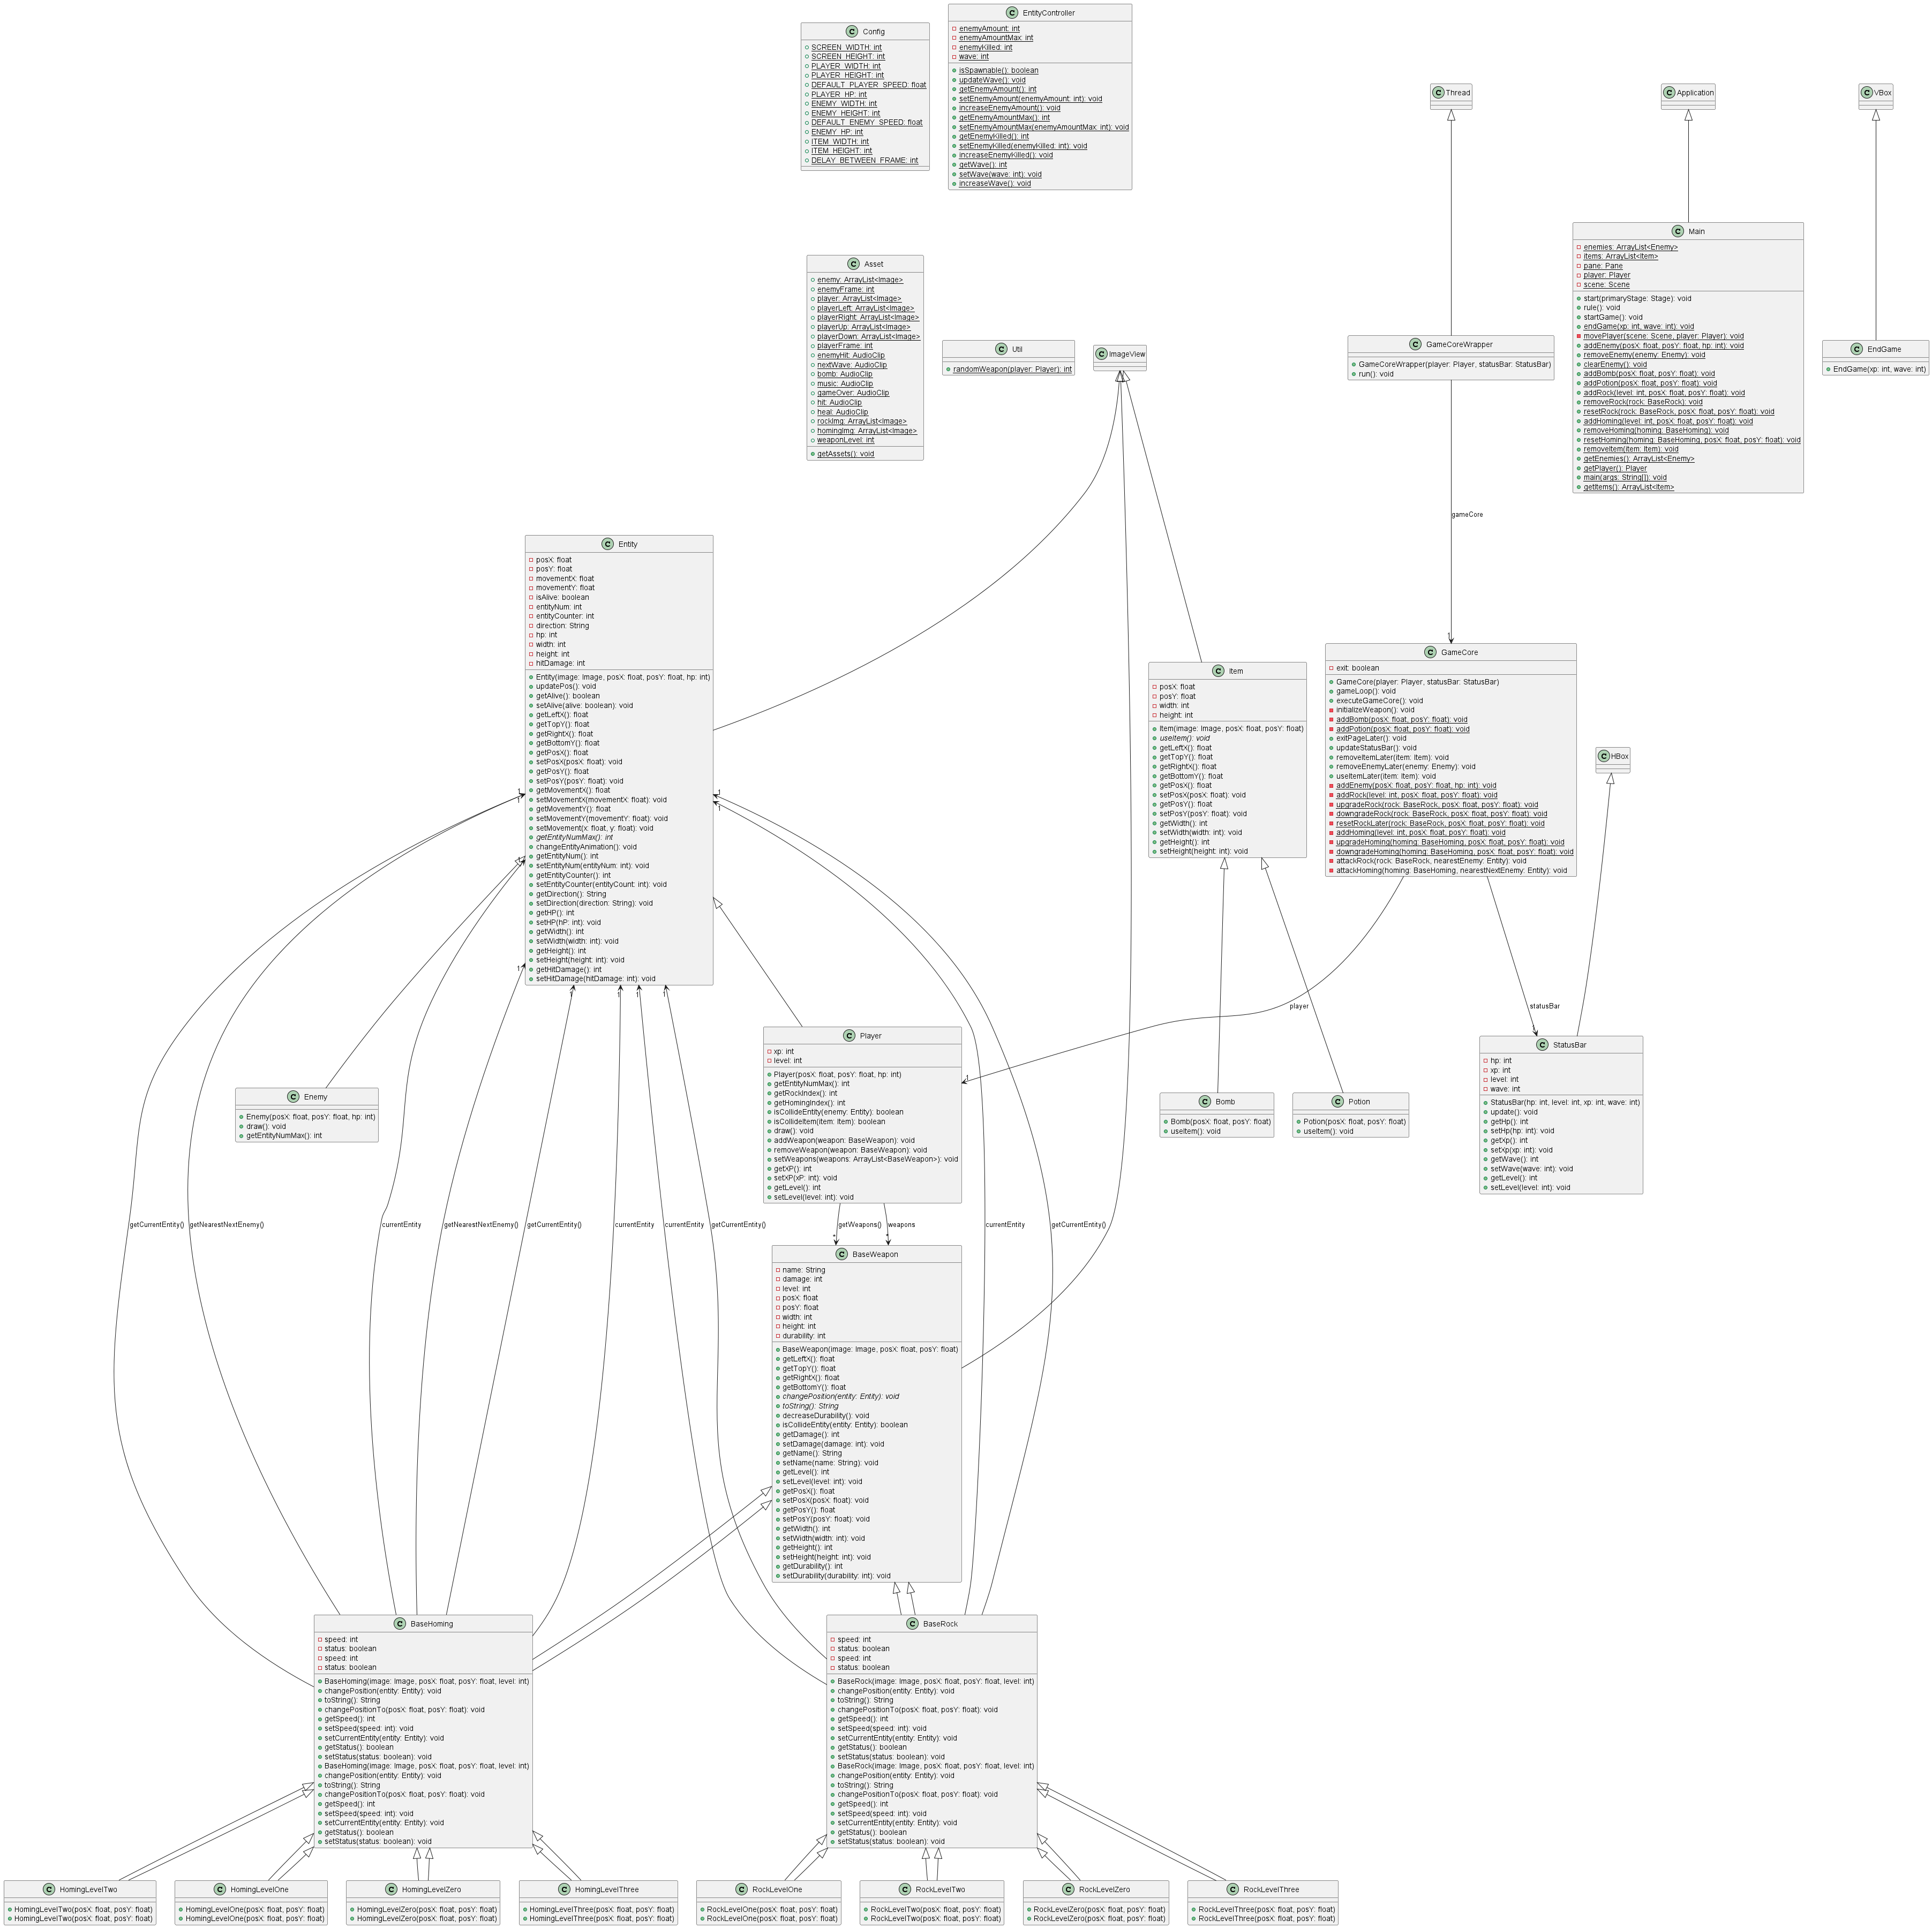 Config
SCREEN_WIDTH: int
SCREEN_HEIGHT: int
PLAYER_WIDTH: int
PLAYER_HEIGHT: int
DEFAULT_PLAYER_SPEED: float
PLAYER_HP: int
ENEMY_WIDTH: int
ENEMY_HEIGHT: int
DEFAULT_ENEMY_SPEED: float
ENEMY_HP: int
ITEM_WIDTH: int
ITEM_HEIGHT: int
DELAY_BETWEEN_FRAME: int
EntityController
enemyAmount: int
enemyAmountMax: int
enemyKilled: int
wave: int
isSpawnable(): boolean
updateWave(): void
getEnemyAmount(): int
setEnemyAmount(enemyAmount: int): void
increaseEnemyAmount(): void
getEnemyAmountMax(): int
setEnemyAmountMax(enemyAmountMax: int): void
getEnemyKilled(): int
setEnemyKilled(enemyKilled: int): void
increaseEnemyKilled(): void
getWave(): int
setWave(wave: int): void
increaseWave(): void
Thread
Application
VBox
Asset
enemy: ArrayList<Image>
enemyFrame: int
player: ArrayList<Image>
playerLeft: ArrayList<Image>
playerRight: ArrayList<Image>
playerUp: ArrayList<Image>
playerDown: ArrayList<Image>
playerFrame: int
enemyHit: AudioClip
nextWave: AudioClip
bomb: AudioClip
music: AudioClip
gameOver: AudioClip
hit: AudioClip
heal: AudioClip
rockImg: ArrayList<Image>
homingImg: ArrayList<Image>
weaponLevel: int
getAssets(): void
Util
randomWeapon(player: Player): int
ImageView
GameCoreWrapper
GameCoreWrapper(player: Player, statusBar: StatusBar)
run(): void
Main
enemies: ArrayList<Enemy>
items: ArrayList<Item>
pane: Pane
player: Player
scene: Scene
start(primaryStage: Stage): void
rule(): void
startGame(): void
endGame(xp: int, wave: int): void
movePlayer(scene: Scene, player: Player): void
addEnemy(posX: float, posY: float, hp: int): void
removeEnemy(enemy: Enemy): void
clearEnemy(): void
addBomb(posX: float, posY: float): void
addPotion(posX: float, posY: float): void
addRock(level: int, posX: float, posY: float): void
removeRock(rock: BaseRock): void
resetRock(rock: BaseRock, posX: float, posY: float): void
addHoming(level: int, posX: float, posY: float): void
removeHoming(homing: BaseHoming): void
resetHoming(homing: BaseHoming, posX: float, posY: float): void
removeItem(item: Item): void
getEnemies(): ArrayList<Enemy>
getPlayer(): Player
main(args: String[]): void
getItems(): ArrayList<Item>
EndGame
EndGame(xp: int, wave: int)
gameCore
1
Entity
posX: float
posY: float
movementX: float
movementY: float
isAlive: boolean
entityNum: int
entityCounter: int
direction: String
hp: int
width: int
height: int
hitDamage: int
Entity(image: Image, posX: float, posY: float, hp: int)
updatePos(): void
getAlive(): boolean
setAlive(alive: boolean): void
getLeftX(): float
getTopY(): float
getRightX(): float
getBottomY(): float
getPosX(): float
setPosX(posX: float): void
getPosY(): float
setPosY(posY: float): void
getMovementX(): float
setMovementX(movementX: float): void
getMovementY(): float
setMovementY(movementY: float): void
setMovement(x: float, y: float): void
getEntityNumMax(): int
changeEntityAnimation(): void
getEntityNum(): int
setEntityNum(entityNum: int): void
getEntityCounter(): int
setEntityCounter(entityCount: int): void
getDirection(): String
setDirection(direction: String): void
getHP(): int
setHP(hP: int): void
getWidth(): int
setWidth(width: int): void
getHeight(): int
setHeight(height: int): void
getHitDamage(): int
setHitDamage(hitDamage: int): void
1
1
1
1
1
1
1
1
1
1
Item
posX: float
posY: float
width: int
height: int
Item(image: Image, posX: float, posY: float)
useItem(): void
getLeftX(): float
getTopY(): float
getRightX(): float
getBottomY(): float
getPosX(): float
setPosX(posX: float): void
getPosY(): float
setPosY(posY: float): void
getWidth(): int
setWidth(width: int): void
getHeight(): int
setHeight(height: int): void
GameCore
exit: boolean
GameCore(player: Player, statusBar: StatusBar)
gameLoop(): void
executeGameCore(): void
initializeWeapon(): void
addBomb(posX: float, posY: float): void
addPotion(posX: float, posY: float): void
exitPageLater(): void
updateStatusBar(): void
removeItemLater(item: Item): void
removeEnemyLater(enemy: Enemy): void
useItemLater(item: Item): void
addEnemy(posX: float, posY: float, hp: int): void
addRock(level: int, posX: float, posY: float): void
upgradeRock(rock: BaseRock, posX: float, posY: float): void
downgradeRock(rock: BaseRock, posX: float, posY: float): void
resetRockLater(rock: BaseRock, posX: float, posY: float): void
addHoming(level: int, posX: float, posY: float): void
upgradeHoming(homing: BaseHoming, posX: float, posY: float): void
downgradeHoming(homing: BaseHoming, posX: float, posY: float): void
attackRock(rock: BaseRock, nearestEnemy: Entity): void
attackHoming(homing: BaseHoming, nearestNextEnemy: Entity): void
HBox
player
1
statusBar
1
Enemy
Enemy(posX: float, posY: float, hp: int)
draw(): void
getEntityNumMax(): int
Player
xp: int
level: int
Player(posX: float, posY: float, hp: int)
getEntityNumMax(): int
getRockIndex(): int
getHomingIndex(): int
isCollideEntity(enemy: Entity): boolean
isCollideItem(item: Item): boolean
draw(): void
addWeapon(weapon: BaseWeapon): void
removeWeapon(weapon: BaseWeapon): void
setWeapons(weapons: ArrayList<BaseWeapon>): void
getXP(): int
setXP(xP: int): void
getLevel(): int
setLevel(level: int): void
Bomb
Bomb(posX: float, posY: float)
useItem(): void
Potion
Potion(posX: float, posY: float)
useItem(): void
StatusBar
hp: int
xp: int
level: int
wave: int
StatusBar(hp: int, level: int, xp: int, wave: int)
update(): void
getHp(): int
setHp(hp: int): void
getXp(): int
setXp(xp: int): void
getWave(): int
setWave(wave: int): void
getLevel(): int
setLevel(level: int): void
getCurrentEntity()
getNearestNextEnemy()
currentEntity
getNearestNextEnemy()
getCurrentEntity()
currentEntity
currentEntity
getCurrentEntity()
getWeapons()
weapons
currentEntity
getCurrentEntity()
*
*
BaseWeapon
name: String
damage: int
level: int
posX: float
posY: float
width: int
height: int
durability: int
BaseWeapon(image: Image, posX: float, posY: float)
getLeftX(): float
getTopY(): float
getRightX(): float
getBottomY(): float
changePosition(entity: Entity): void
toString(): String
decreaseDurability(): void
isCollideEntity(entity: Entity): boolean
getDamage(): int
setDamage(damage: int): void
getName(): String
setName(name: String): void
getLevel(): int
setLevel(level: int): void
getPosX(): float
setPosX(posX: float): void
getPosY(): float
setPosY(posY: float): void
getWidth(): int
setWidth(width: int): void
getHeight(): int
setHeight(height: int): void
getDurability(): int
setDurability(durability: int): void
BaseHoming
speed: int
status: boolean
speed: int
status: boolean
BaseHoming(image: Image, posX: float, posY: float, level: int)
changePosition(entity: Entity): void
toString(): String
changePositionTo(posX: float, posY: float): void
getSpeed(): int
setSpeed(speed: int): void
setCurrentEntity(entity: Entity): void
getStatus(): boolean
setStatus(status: boolean): void
BaseHoming(image: Image, posX: float, posY: float, level: int)
changePosition(entity: Entity): void
toString(): String
changePositionTo(posX: float, posY: float): void
getSpeed(): int
setSpeed(speed: int): void
setCurrentEntity(entity: Entity): void
getStatus(): boolean
setStatus(status: boolean): void
BaseRock
speed: int
status: boolean
speed: int
status: boolean
BaseRock(image: Image, posX: float, posY: float, level: int)
changePosition(entity: Entity): void
toString(): String
changePositionTo(posX: float, posY: float): void
getSpeed(): int
setSpeed(speed: int): void
setCurrentEntity(entity: Entity): void
getStatus(): boolean
setStatus(status: boolean): void
BaseRock(image: Image, posX: float, posY: float, level: int)
changePosition(entity: Entity): void
toString(): String
changePositionTo(posX: float, posY: float): void
getSpeed(): int
setSpeed(speed: int): void
setCurrentEntity(entity: Entity): void
getStatus(): boolean
setStatus(status: boolean): void
HomingLevelTwo
HomingLevelTwo(posX: float, posY: float)
HomingLevelTwo(posX: float, posY: float)
HomingLevelOne
HomingLevelOne(posX: float, posY: float)
HomingLevelOne(posX: float, posY: float)
HomingLevelZero
HomingLevelZero(posX: float, posY: float)
HomingLevelZero(posX: float, posY: float)
HomingLevelThree
HomingLevelThree(posX: float, posY: float)
HomingLevelThree(posX: float, posY: float)
RockLevelOne
RockLevelOne(posX: float, posY: float)
RockLevelOne(posX: float, posY: float)
RockLevelTwo
RockLevelTwo(posX: float, posY: float)
RockLevelTwo(posX: float, posY: float)
RockLevelZero
RockLevelZero(posX: float, posY: float)
RockLevelZero(posX: float, posY: float)
RockLevelThree
RockLevelThree(posX: float, posY: float)
RockLevelThree(posX: float, posY: float)